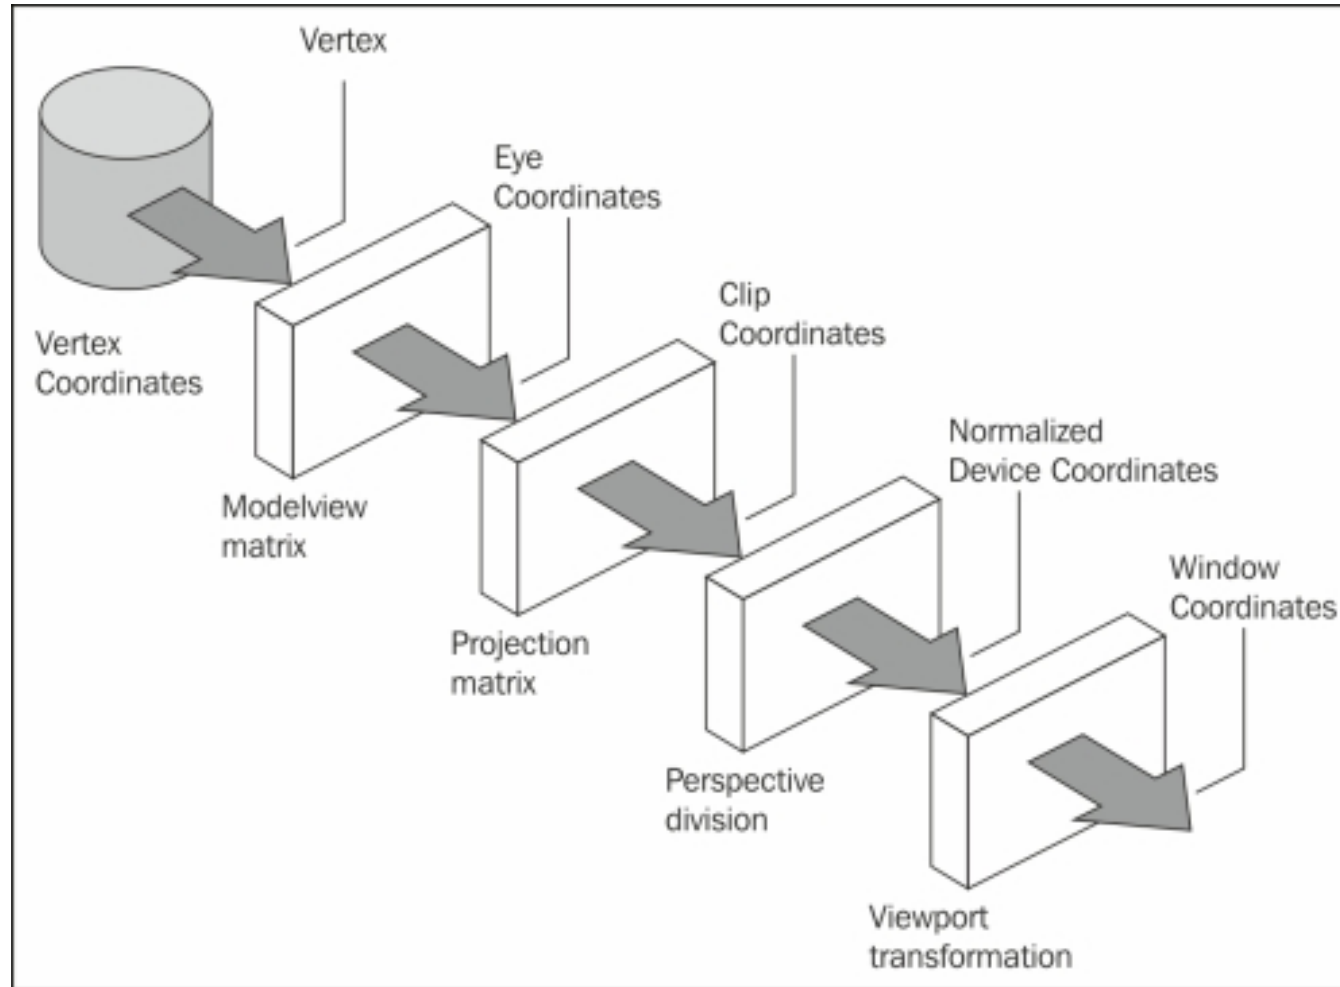 Vertex
Eye
Coordinates
Clip
Coordinates
Vertex
Coordinates
Normalized
Device Coordinates
Modelview
matrix
Window
Coordinates
Projection
matrix
Perspective
division
Viewport
transformation